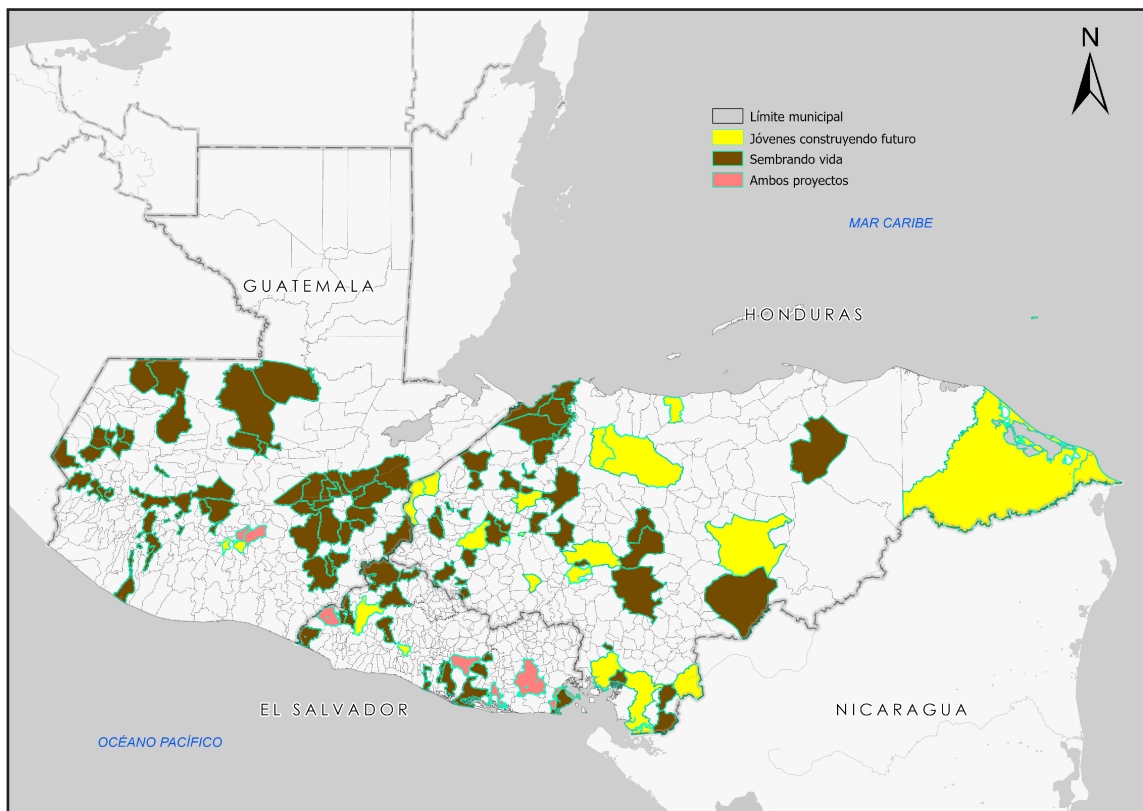 N
Límite municipal
Jóvenes construyendo futuro
Sembrando vida
Ambos proyectos
MAR CARIBE
GUATEMALA
HONDURAS
EL SALVADOR
NICARAGUA
OCÉANO PACÍFICO